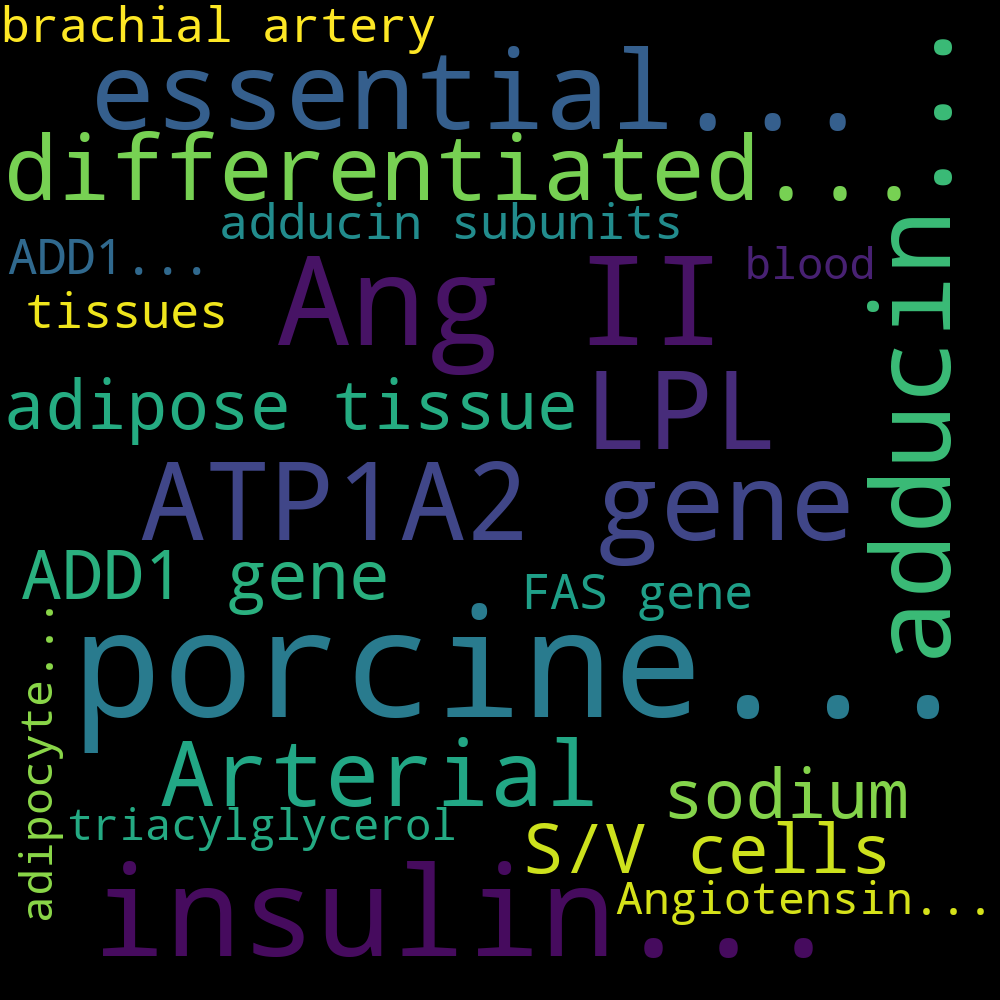 brachial artery
essential...
differentiated...
adducin...
adducin subunits
ADD1...
blood
tissues
Ang II
adipose tissue
LPL
ATP1A2 gene
ADD1 gene
FAS gene
porcine...
adipocyte...
Arterial
sodium
triacylglycerol
S/V cells
insulin...
Angiotensin...